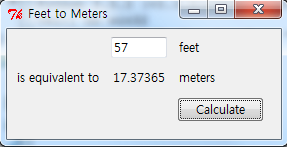 Feet to Meters
57 feet
is equivalent to 17.37365 meters
Calculate